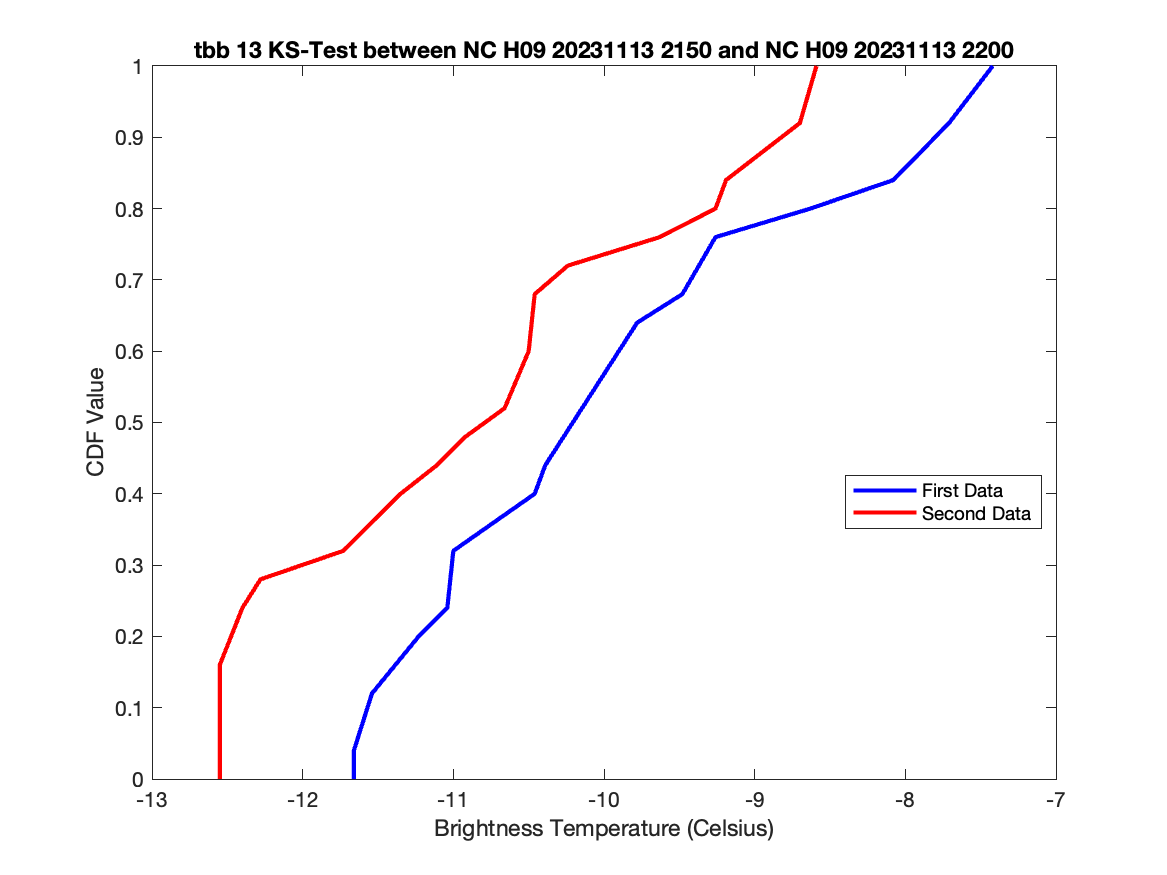 tbb 13 KS-Test between NC H09 20231113 2150 and NC H09 20231113 2200
1
0.9
0.8
0.7
0.6
0.5
0.4
0.3
0.2
0.1
0
CDF Value
First Data
Second Data
-13 -12 -11 -10 -9 -8 -7
Brightness Temperature (Celsius)